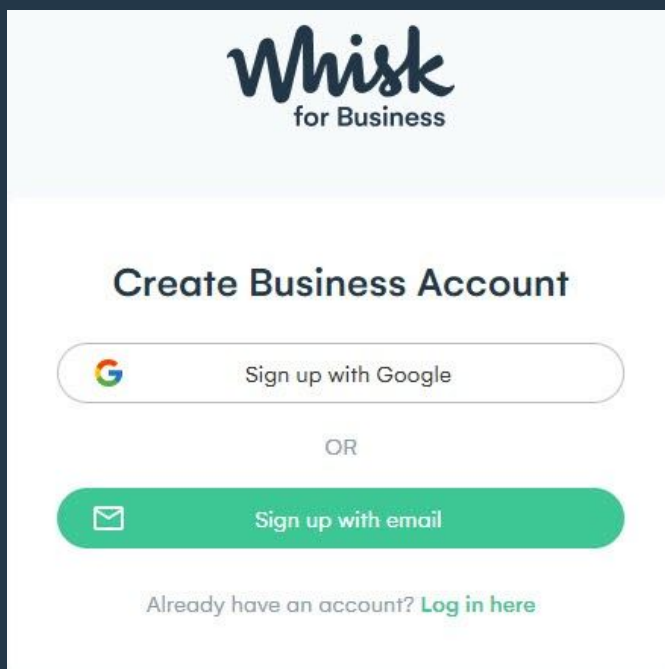 Whisk
for Business
Create Business Account
Sign up with Google
OR
Sign up with email
Already have an account? Log in here